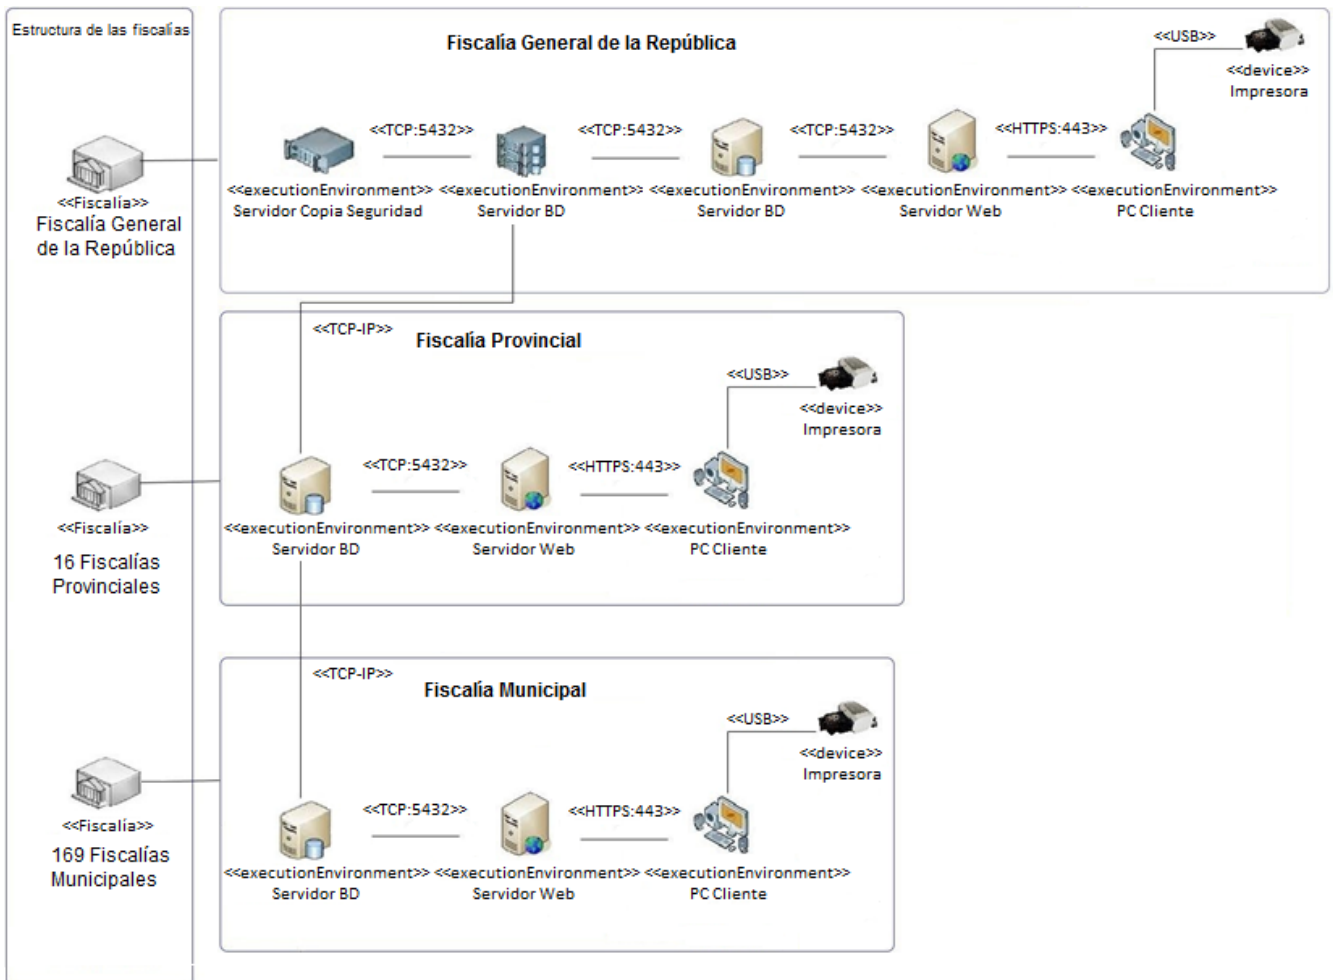 Estructura de las fiscalías
<<Fiscalía>>
Fiscalía General
de la República
<<Fiscalía>>
16 Fiscalías
Provinciales
<<Fiscalía>>
169 Fiscalías
Municipales
Fiscalía General de la República
<<USB>>
<<device>>
Impresora
<<TCP:5432>> <<TCP:5432>> <<TCP:5432>> <<HTTPS:443>>
<<executionEnvironment>> <<executionEnvironment>> <<executionEnvironment>> <<executionEnvironment>> <<executionEnvironment>>
Servidor Copia Seguridad Servidor BD Servidor BD Servidor Web PC Cliente
<<TCP-IP>>
Fiscalía Provincial
<<USB>>
<<device>>
Impresora
<<TCP:5432>> <<HTTPS:443>>
<<executionEnvironment>> <<executionEnvironment>> <<executionEnvironment>>
Servidor BD Servidor Web PC Cliente
<<TCP-IP>>
Fiscalía Municipal
<<USB>>
<<device>>
Impresora
<<TCP:5432>> <<HTTPS:443>>
<<executionEnvironment>> <<executionEnvironment>> <<executionEnvironment>>
Servidor BD Servidor Web PC Cliente